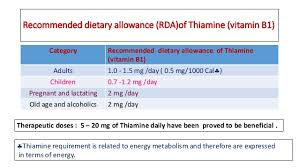 Recommended dietary allowance (RDA)of Thiamine (vitamin B1)
Category Recommended dietary allowance of Thiamine (vitamin B1)
Adults 1.0 - 1.5 mg /day ( 0.5mg/1000 Cal♣)
Children 0.7 -1.2 mg /day
Pregnant and lactating 2 mg /day
Old age and alcoholics 2 mg /day
Therapeutic doses : 5 – 20 mg of Thiamine daily have been proved to be beneficial .
♣Thiamine requirement is related to energy metabolism and therefore are expressed
in terms of energy.